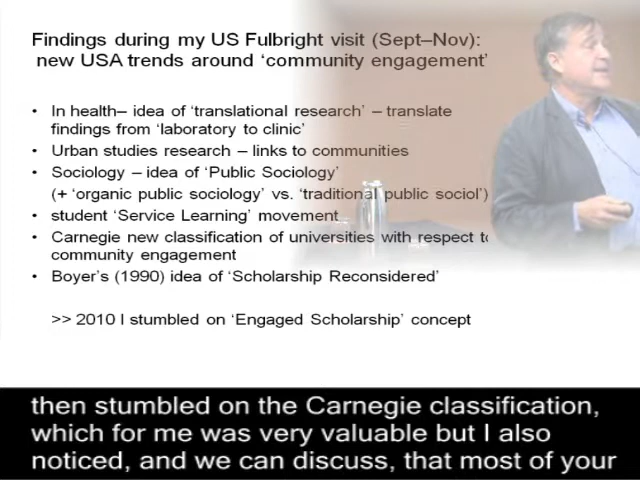 Findings during my US Fulbright visit (Sept–Nov):
new USA trends around ‘community engagement’
• In health– idea of ‘translational research’ – translate
findings from ‘laboratory to clinic’
• Urban studies research – links to communities
• Sociology – idea of ‘Public Sociology’
(+ ‘organic public sociology’ vs. ‘traditional public sociol’)
• student ‘Service Learning’ movement
• Carnegie new classification of universities with respect to
community engagement
• Boyer’s (1990) idea of ‘Scholarship Reconsidered’
>> 2010 I stumbled on ‘Engaged Scholarship’ concept
then stumbled on the Carnegie classification,
which for me was very valuable but I also
noticed, and we can discuss, that most of your